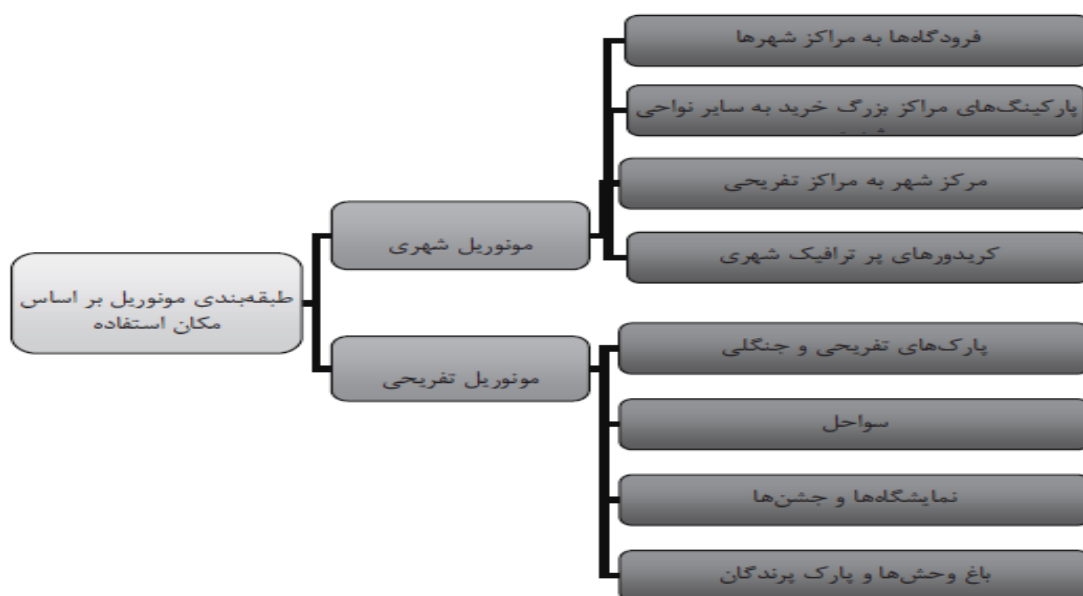 طبقه‌بندی مونوریل بر اساس
مکان استفاده
مونوریل شهری
فرودگاه‌ها به مراکز شهرها
پارکینگ‌های مراکز بزرگ خرید به سایر نواحی
مرکز شهر به مراکز تفریحی
کریدورهای پر ترافیک شهری
مونوریل تفریحی
پارک‌های تفریحی و جنگلی
سواحل
نمایشگاه‌ها و جشن‌ها
باغ وحش‌ها و پارک پرندگان